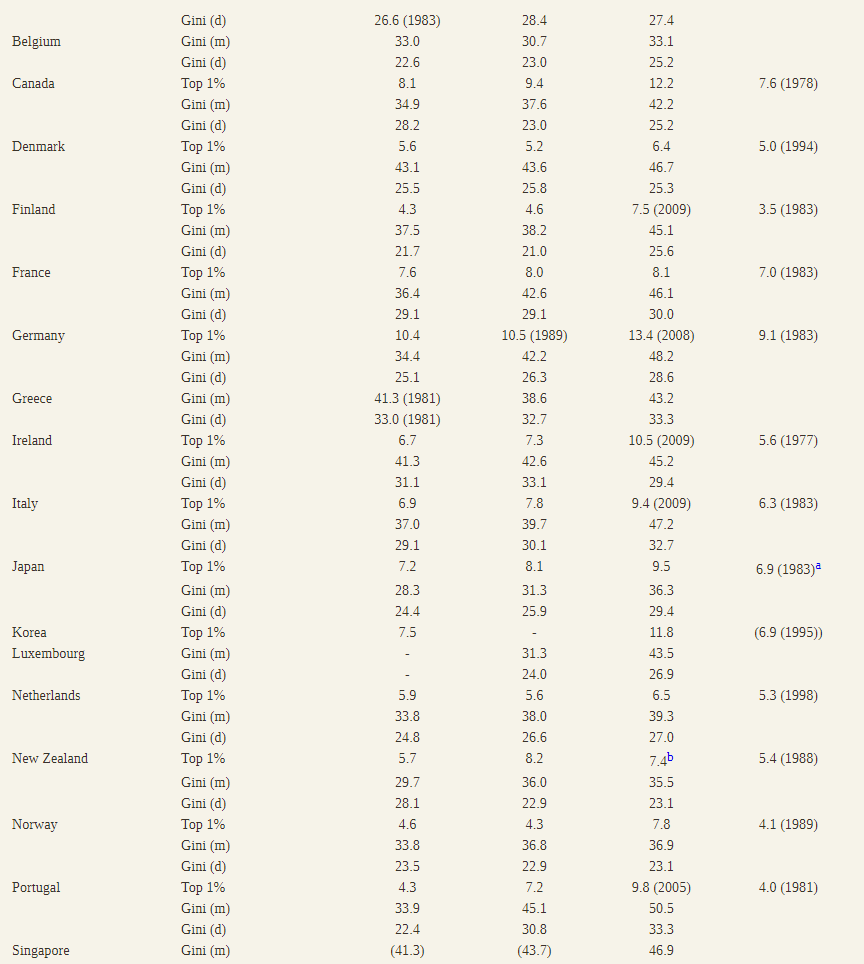 Gini (d) 26.6 (1983) 28.4 27.4
Belgium Gini (m) 33.0 30.7 33.1
Gini (d) 22.6 23.0 25.2
Canada Top 1% 8.1 9.4 12.2 7.6 (1978)
Gini (m) 34.9 37.6 42.2
Gini (d) 28.2 23.0 25.2
Denmark Top 1% 5.6 5.2 6.4 5.0 (1994)
Gini (m) 43.1 43.6 46.7
Gini (d) 25.5 25.8 25.3
Finland Top 1% 4.3 4.6 7.5 (2009) 3.5 (1983)
Gini (m) 37.5 38.2 45.1
Gini (d) 21.7 21.0 25.6
France Top 1% 7.6 8.0 8.1 7.0 (1983)
Gini (m) 36.4 42.6 46.1
Gini (d) 29.1 29.1 30.0
Germany Top 1% 10.4 10.5 (1989) 13.4 (2008) 9.1 (1983)
Gini (m) 34.4 42.2 48.2
Gini (d) 25.1 26.3 28.6
Greece Gini (m) 41.3 (1981) 38.6 43.2
Gini (d) 33.0 (1981) 32.7 33.3
Ireland Top 1% 6.7 7.3 10.5 (2009) 5.6 (1977)
Gini (m) 41.3 42.6 45.2
Gini (d) 31.1 33.1 29.4
Italy Top 1% 6.9 7.8 9.4 (2009) 6.3 (1983)
Gini (m) 37.0 39.7 47.2
Gini (d) 29.1 30.1 32.7
Japan Top 1% 7.2 8.1 9.5 6.9 (1983)a
Gini (m) 28.3 31.3 36.3
Gini (d) 24.4 25.9 29.4
Korea Top 1% 7.5 - 11.8 (6.9 (1995))
Luxembourg Gini (m) - 31.3 43.5
Gini (d) - 24.0 26.9
Netherlands Top 1% 5.9 5.6 6.5 5.3 (1998)
Gini (m) 33.8 38.0 39.3
Gini (d) 24.8 26.6 27.0
New Zealand Top 1% 5.7 8.2 7.4b 5.4 (1988)
Gini (m) 29.7 36.0 35.5
Gini (d) 28.1 22.9 23.1
Norway Top 1% 4.6 4.3 7.8 4.1 (1989)
Gini (m) 33.8 36.8 36.9
Gini (d) 23.5 22.9 23.1
Portugal Top 1% 4.3 7.2 9.8 (2005) 4.0 (1981)
Gini (m) 33.9 45.1 50.5
Gini (d) 22.4 30.8 33.3
Singapore Gini (m) (41.3) (43.7) 46.9